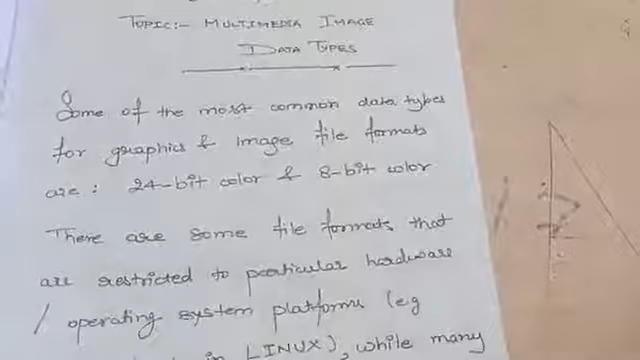 Topic:- Multimedia Image
Data Types
Some of the most common data types
for graphics & image file formats
are: 24-bit color & 8-bit color
There are some file formats that
are restricted to particular hardware
/ operating system platforms (eg
in LINUX), while many